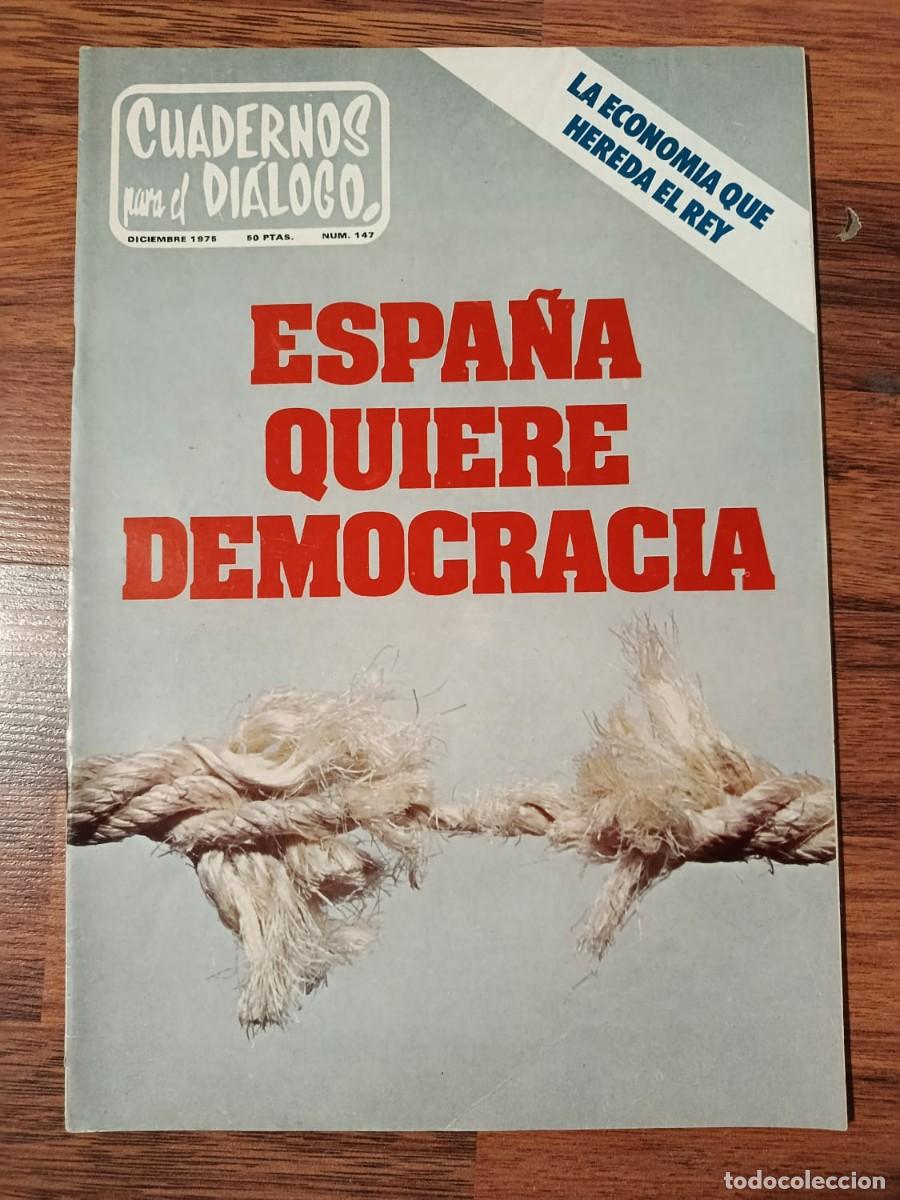 CUADERNOS
para el DIÁLOGO.
DICIEMBRE 1975 50 PTAS. NUM. 147
LA ECONOMIA QUE
HEREDA EL REY
ESPAÑA
QUIERE
DEMOCRACIA
todocoleccion